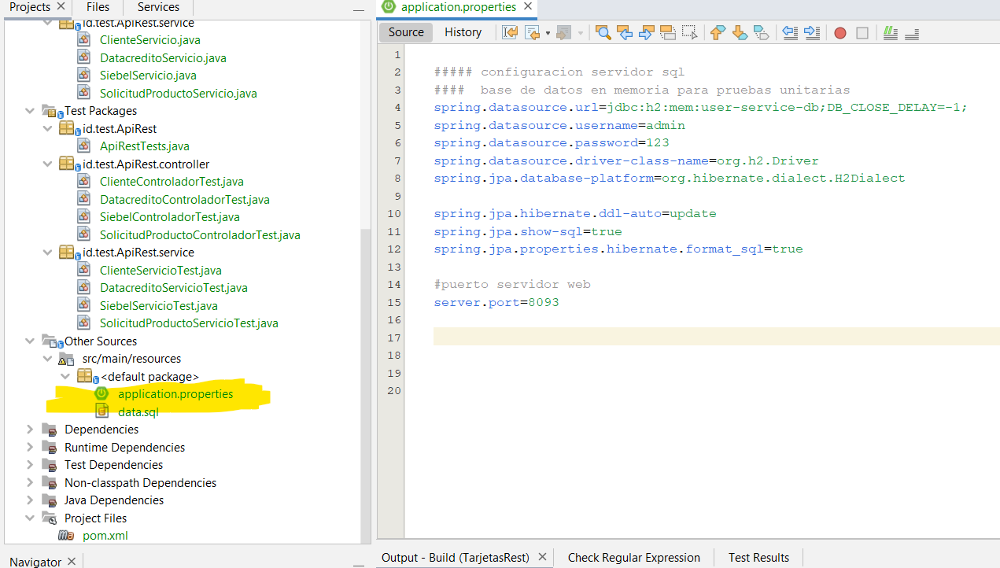 Projects
Files
Services
id.test.ApiRest.service
ClienteServicio.java
DatacreditoServicio.java
SiebelServicio.java
SolicitudProductoServicio.java
Test Packages
id.test.ApiRest
ApiRestTests.java
id.test.ApiRest.controller
ClienteControladorTest.java
DatacreditoControladorTest.java
SiebelControladorTest.java
SolicitudProductoControladorTest.java
id.test.ApiRest.service
ClienteServicioTest.java
DatacreditoServicioTest.java
SiebelServicioTest.java
SolicitudProductoServicioTest.java
Other Sources
src/main/resources
<default package>
application.properties
data.sql
Dependencies
Runtime Dependencies
Test Dependencies
Non-classpath Dependencies
Java Dependencies
Project Files
pom.xml
Navigator
application.properties
Source History
1
2 ##### configuracion servidor sql
3 ####  base de datos en memoria para pruebas unitarias
4 spring.datasource.url=jdbc:h2:mem:user-service-db;DB_CLOSE_DELAY=-1;
5 spring.datasource.username=admin
6 spring.datasource.password=123
7 spring.datasource.driver-class-name=org.h2.Driver
8 spring.jpa.database-platform=org.hibernate.dialect.H2Dialect
9
10 spring.jpa.hibernate.ddl-auto=update
11 spring.jpa.show-sql=true
12 spring.jpa.properties.hibernate.format_sql=true
13
14 #puerto servidor web
15 server.port=8093
16
17
18
19
20
Output - Build (TarjetasRest)
Check Regular Expression
Test Results